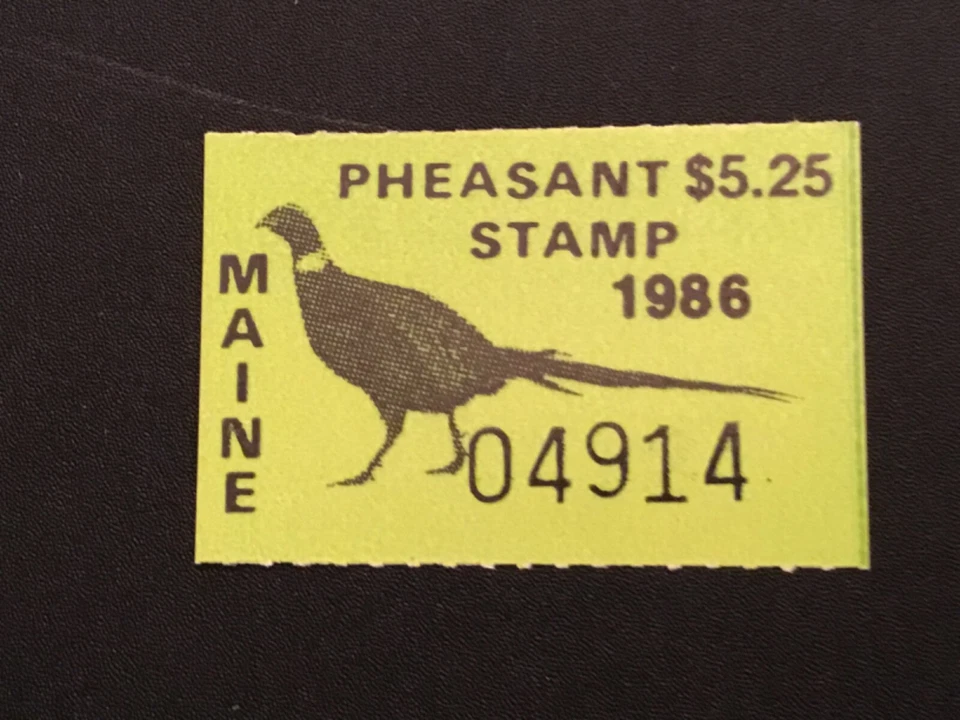 PHEASANT $5.25
STAMP
1986
MAINE
04914